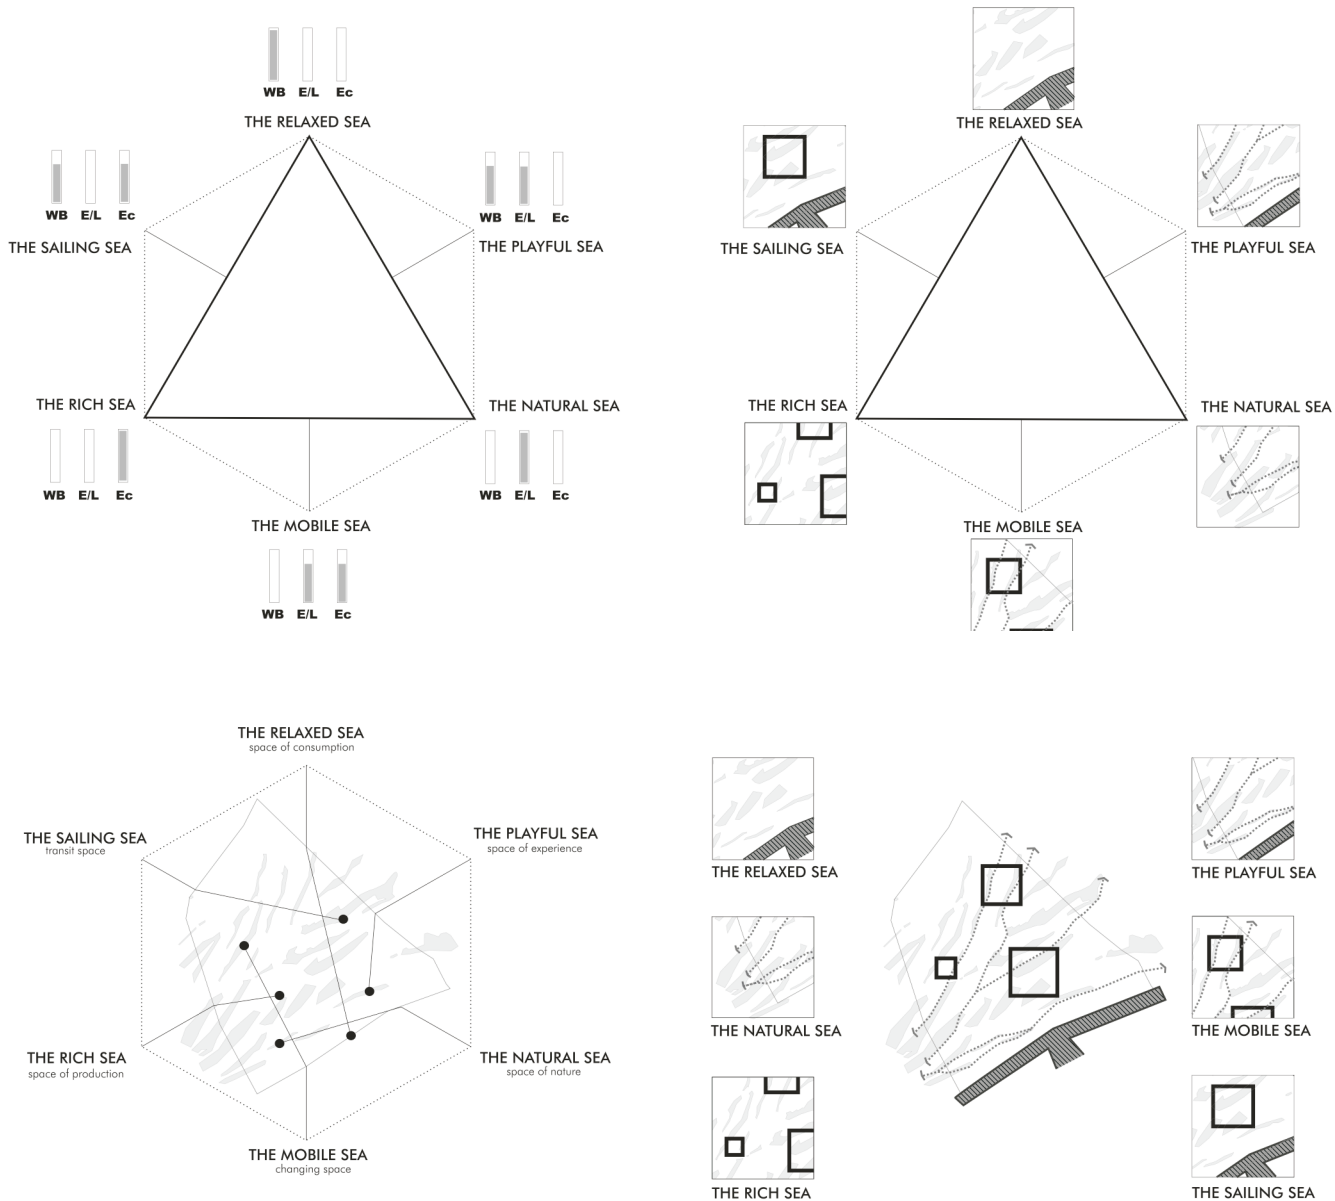 WB E/L Ec
THE RELAXED SEA
WB E/L Ec
THE SAILING SEA
WB E/L Ec
THE PLAYFUL SEA
THE RICH SEA
WB E/L Ec
THE NATURAL SEA
WB E/L Ec
THE MOBILE SEA
WB E/L Ec
THE RELAXED SEA
THE SAILING SEA
THE PLAYFUL SEA
THE RICH SEA
THE NATURAL SEA
THE MOBILE SEA
THE RELAXED SEA
space of consumption
THE SAILING SEA
transit space
THE PLAYFUL SEA
space of experience
THE RICH SEA
space of production
THE NATURAL SEA
space of nature
THE MOBILE SEA
changing space
THE RELAXED SEA
THE PLAYFUL SEA
THE NATURAL SEA
THE MOBILE SEA
THE RICH SEA
THE SAILING SEA